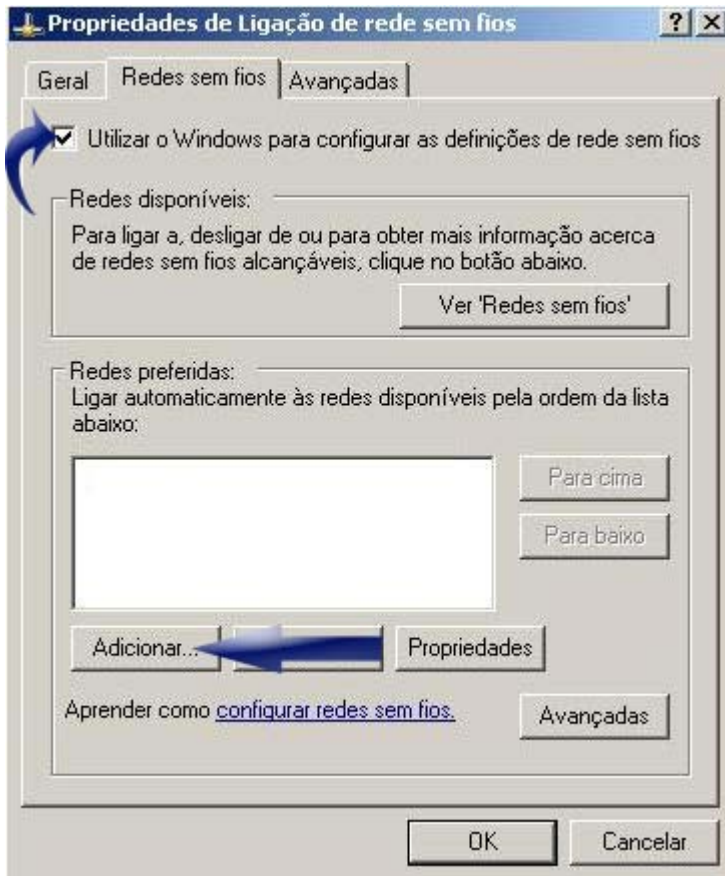 Propriedades de Ligação de rede sem fios
Geral
Redes sem fios
Avançadas
Utilizar o Windows para configurar as definições de rede sem fios
Redes disponíveis:
Para ligar a, desligar de ou para obter mais informação acerca
de redes sem fios alcançáveis, clique no botão abaixo.
Ver 'Redes sem fios'
Redes preferidas:
Ligar automaticamente às redes disponíveis pela ordem da lista
abaixo:
Para cima
Para baixo
Adicionar...
Propriedades
Aprender como configurar redes sem fios.
Avançadas
OK
Cancelar